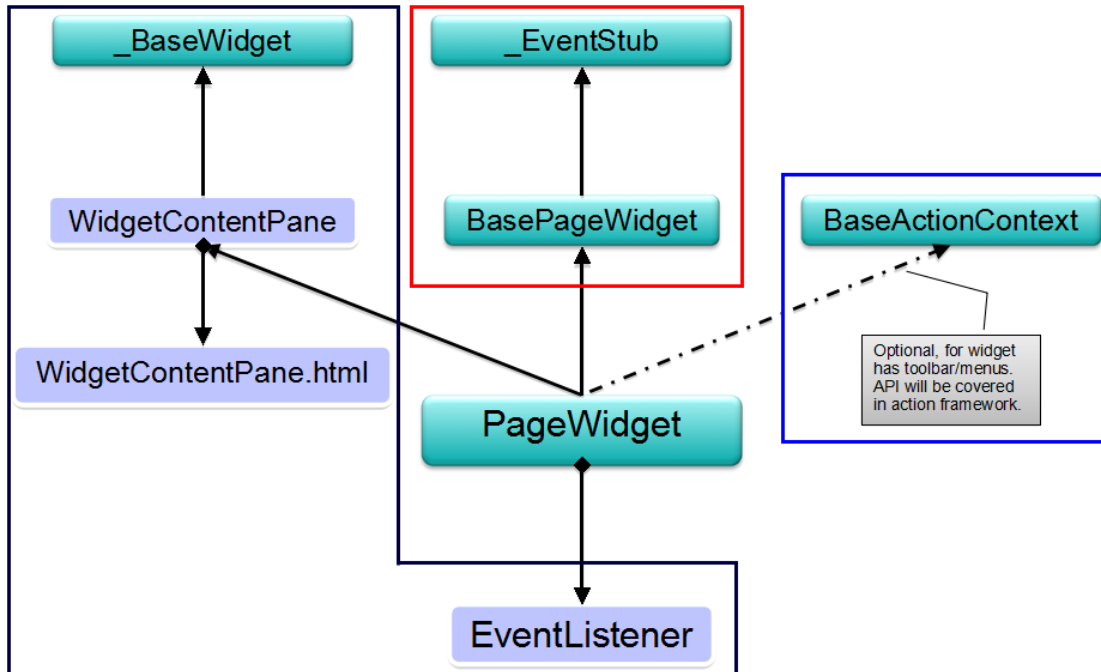 _BaseWidget
_EventStub
WidgetContentPane
BasePageWidget
BaseActionContext
WidgetContentPane.html
Optional, for widget
has toolbar/menus.
API will be covered
in action framework.
PageWidget
EventListener